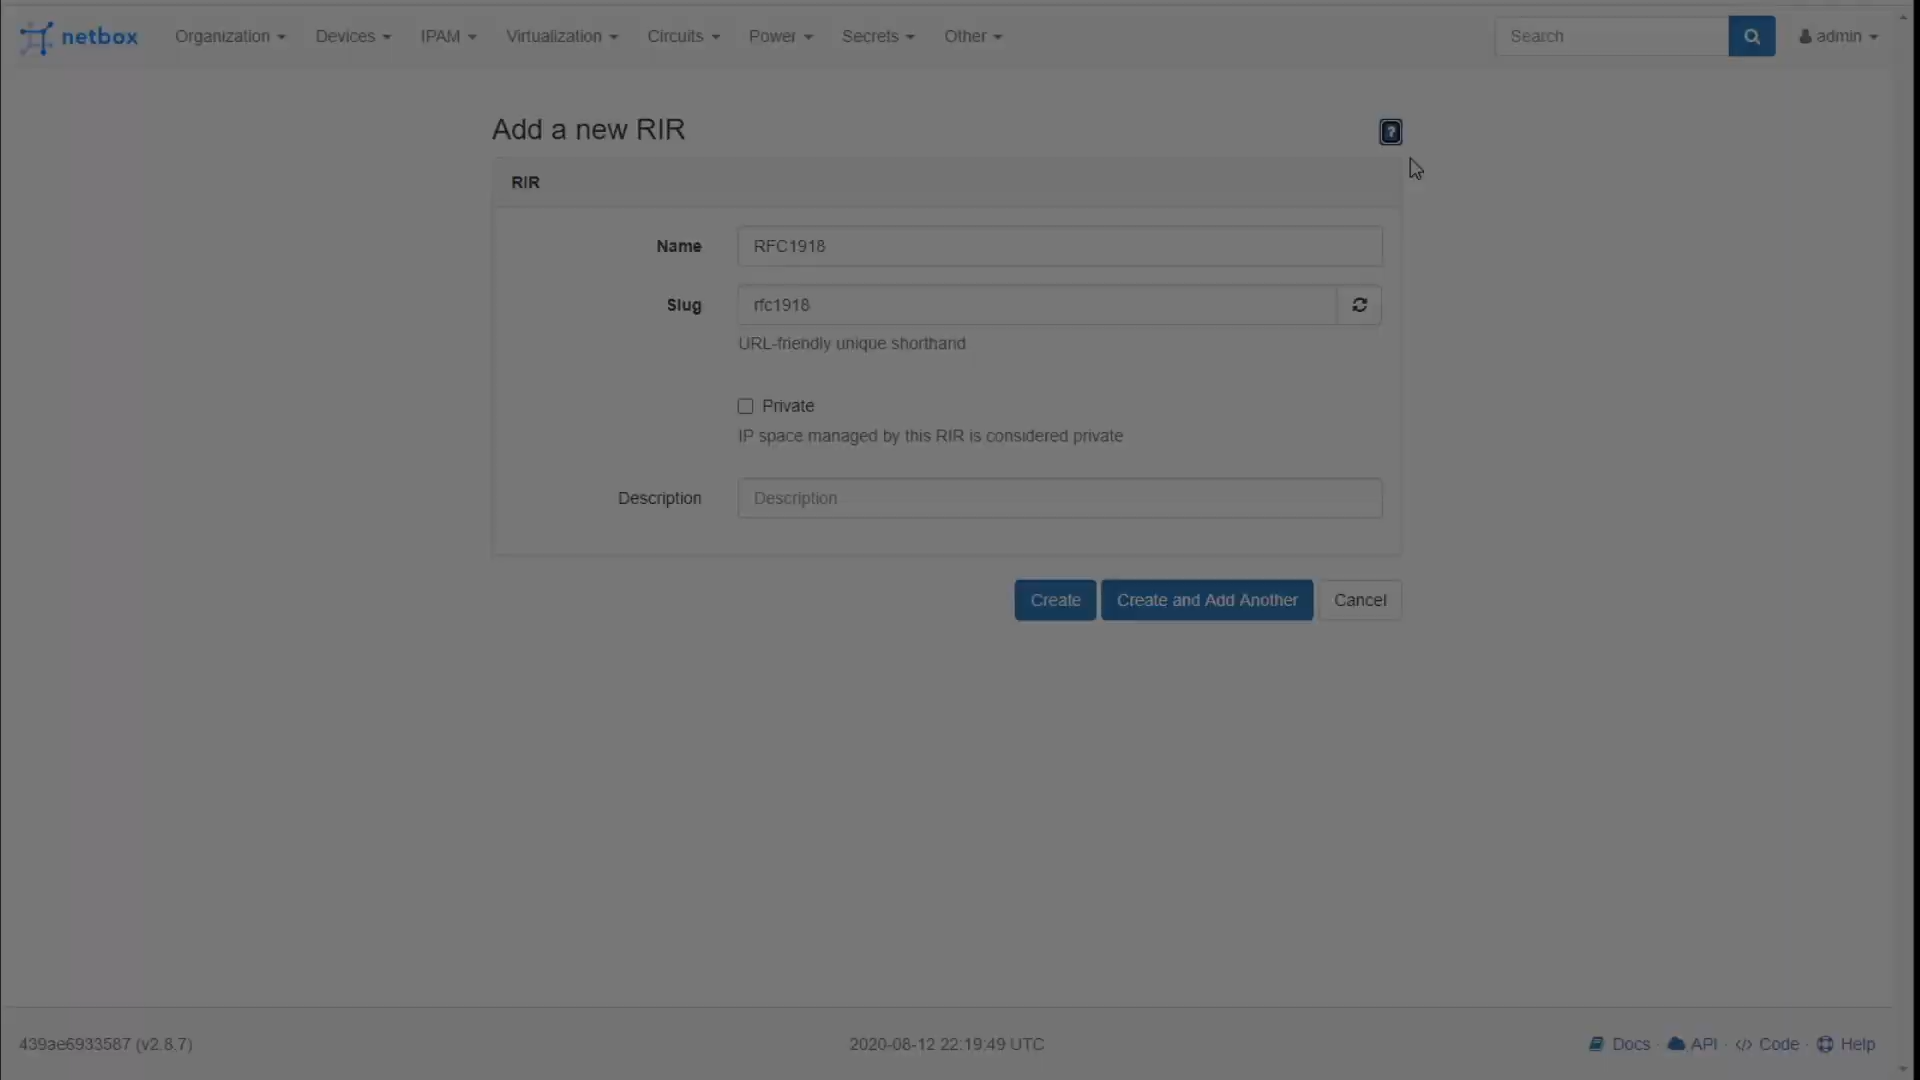 netbox Organization Devices IPAM Virtualization Circuits Power Secrets Other Search admin
Add a new RIR ?
RIR
Name RFC1918
Slug rfc1918
URL-friendly unique shorthand
Private
IP space managed by this RIR is considered private
Description Description
Create Create and Add Another Cancel
439ae6933587 (v2.8.7) 2020-08-12 22:19:49 UTC Docs · API · </> Code · Help